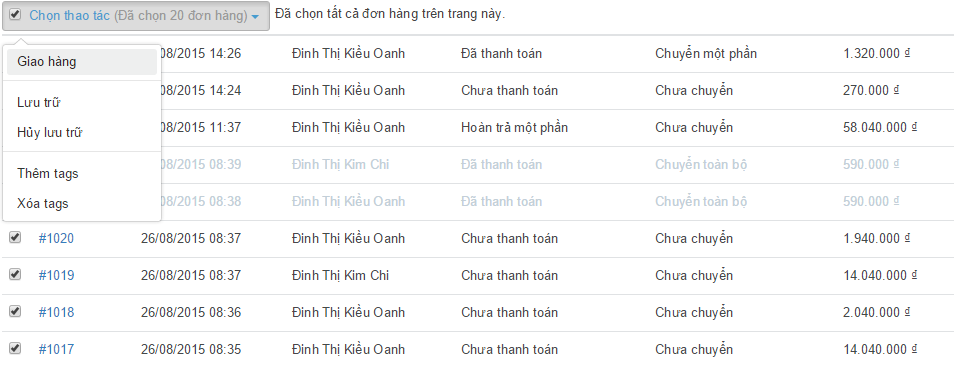 Chọn thao tác (Đã chọn 20 đơn hàng) Đã chọn tất cả đơn hàng trên trang này.
Giao hàng
Lưu trữ
Hủy lưu trữ
Thêm tags
Xóa tags
08/2015 14:26 Đinh Thị Kiều Oanh Đã thanh toán Chuyển một phần 1.320.000 ₫
08/2015 14:24 Đinh Thị Kiều Oanh Chưa thanh toán Chưa chuyển 270.000 ₫
08/2015 11:37 Đinh Thị Kiều Oanh Hoàn trả một phần Chưa chuyển 58.040.000 ₫
08/2015 08:39 Đinh Thị Kim Chi Đã thanh toán Chuyển toàn bộ 590.000 ₫
08/2015 08:38 Đinh Thị Kiều Oanh Đã thanh toán Chuyển toàn bộ 590.000 ₫
#1020 26/08/2015 08:37 Đinh Thị Kiều Oanh Chưa thanh toán Chưa chuyển 1.940.000 ₫
#1019 26/08/2015 08:37 Đinh Thị Kim Chi Chưa thanh toán Chưa chuyển 14.040.000 ₫
#1018 26/08/2015 08:36 Đinh Thị Kiều Oanh Chưa thanh toán Chưa chuyển 2.040.000 ₫
#1017 26/08/2015 08:35 Đinh Thị Kiều Oanh Chưa thanh toán Chưa chuyển 14.040.000 ₫